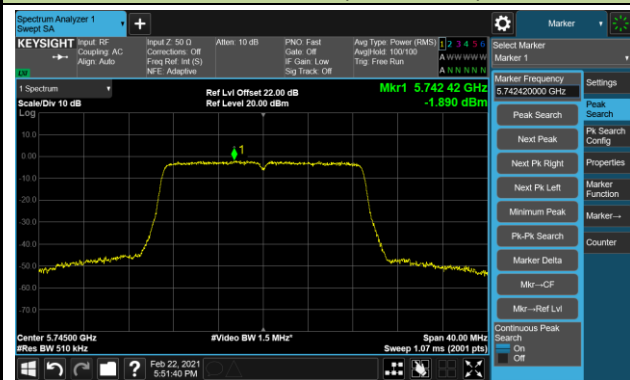 Spectrum Analyzer 1
Swept SA
Marker
KEYSIGHT
Input: RF
Coupling: AC
Align: Auto
Input Z: 50 Ω
Corrections: Off
Freq Ref: Int (S)
NFE: Adaptive
Atten: 10 dB
PNO: Fast
Gate: Off
IF Gain: Low
Sig Track: Off
Avg Type: Power (RMS)
Avg|Hold: 100/100
Trig: Free Run
1 2 3 4 5 6
A W W W W W
A N N N N N
LV
Select Marker
Marker 1
1 Spectrum
Scale/Div 10 dB
Log
Ref Lvl Offset 22.00 dB
Ref Level 20.00 dBm
Mkr1 5.742 42 GHz
-1.890 dBm
10.0
0.00
-10.0
-20.0
-30.0
-40.0
-50.0
-60.0
-70.0
1
Center 5.74500 GHz
#Res BW 510 kHz
#Video BW 1.5 MHz*
Span 40.00 MHz
Sweep 1.07 ms (2001 pts)
Marker Frequency
5.742420000 GHz
Peak Search
Next Peak
Next Pk Right
Next Pk Left
Minimum Peak
Pk-Pk Search
Marker Delta
Mkr→CF
Mkr→Ref Lvl
Continuous Peak
Search
On
Off
Settings
Peak
Search
Pk Search
Config
Properties
Marker
Function
Marker→
Counter
Feb 22, 2021
5:51:40 PM